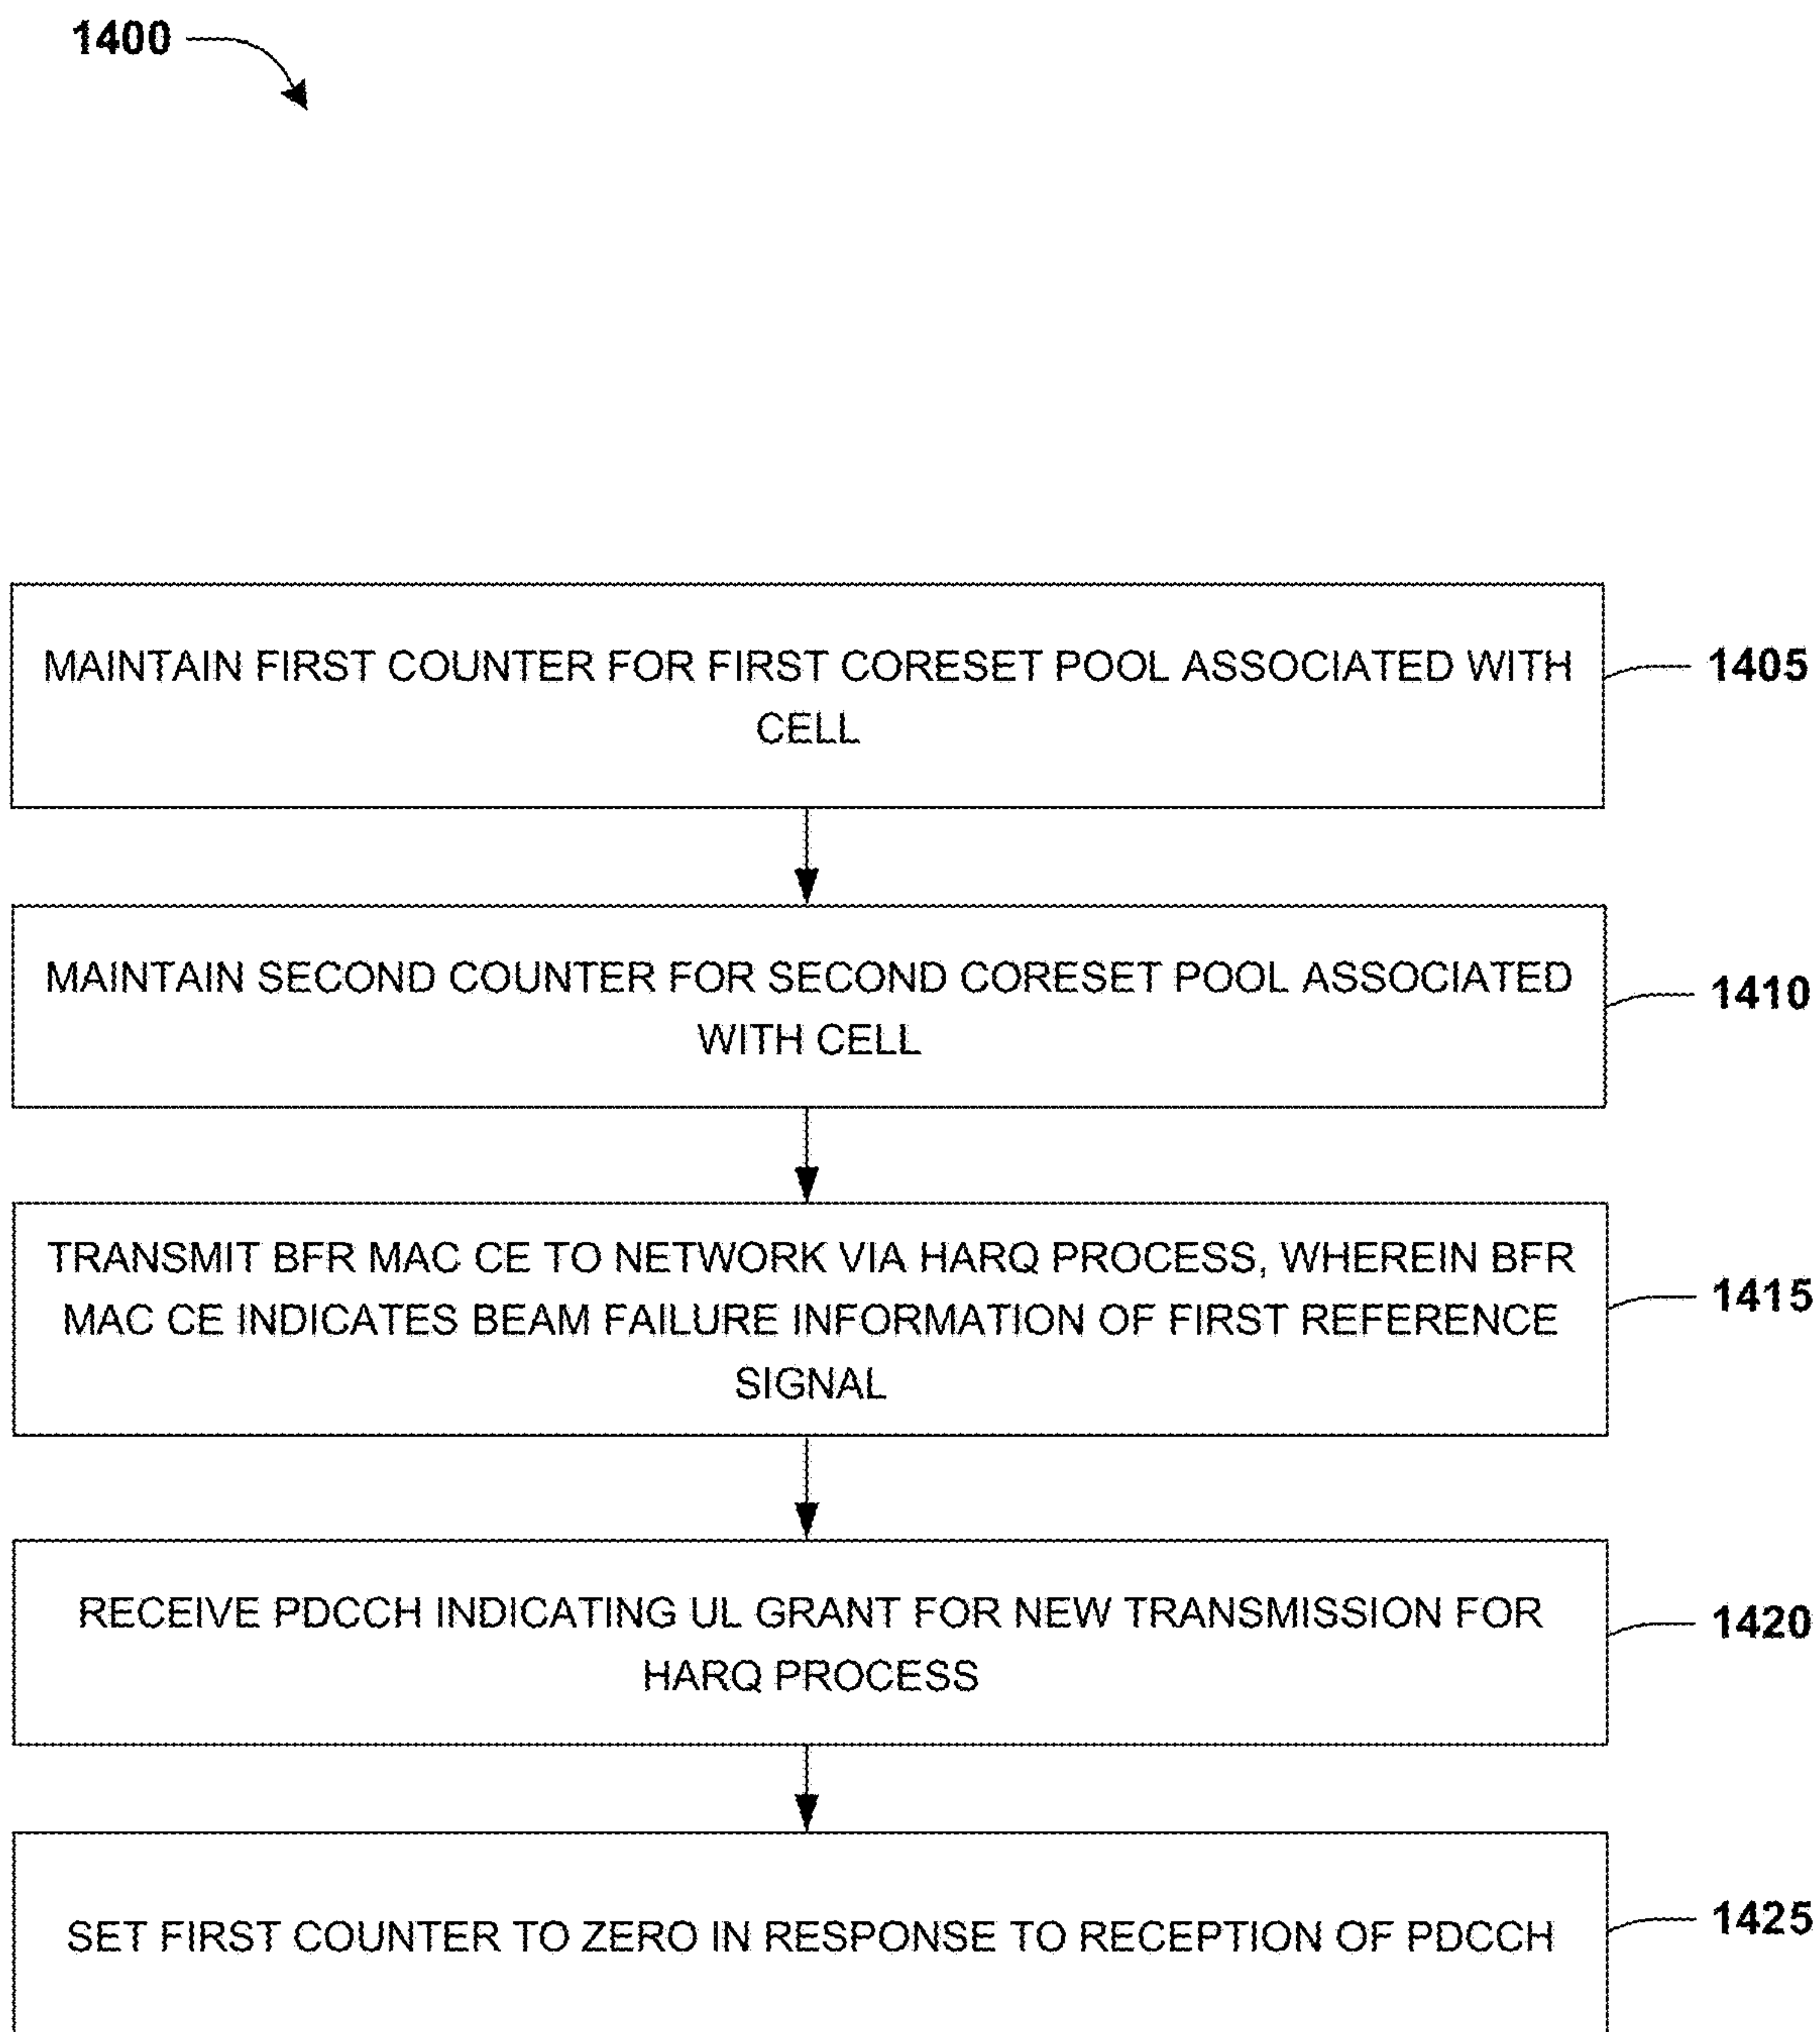 1400
MAINTAIN FIRST COUNTER FOR FIRST CORESET POOL ASSOCIATED WITH
CELL
1405
MAINTAIN SECOND COUNTER FOR SECOND CORESET POOL ASSOCIATED
WITH CELL
1410
TRANSMIT BFR MAC CE TO NETWORK VIA HARQ PROCESS, WHEREIN BFR
MAC CE INDICATES BEAM FAILURE INFORMATION OF FIRST REFERENCE
SIGNAL
1415
RECEIVE PDCCH INDICATING UL GRANT FOR NEW TRANSMISSION FOR
HARQ PROCESS
1420
SET FIRST COUNTER TO ZERO IN RESPONSE TO RECEPTION OF PDCCH
1425